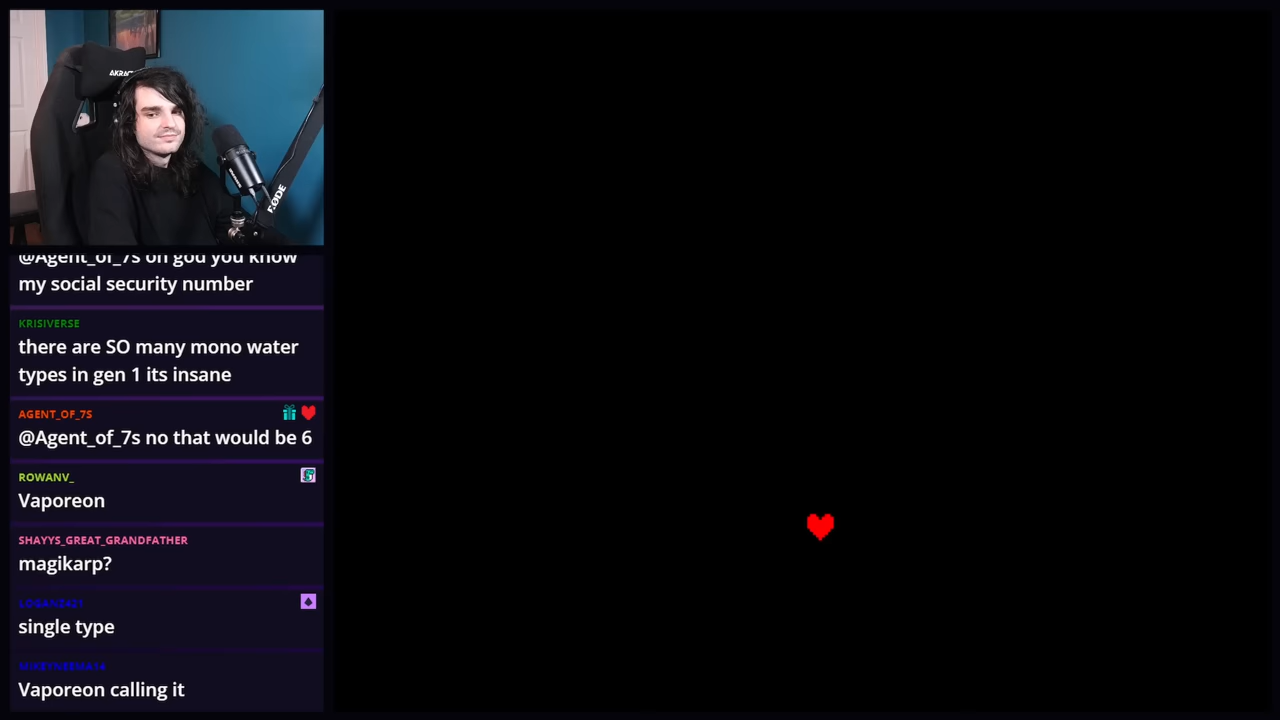 AKRAC
RØDE
@Agent_of_7s on god you know
my social security number
KRISIVERSE
there are SO many mono water
types in gen 1 its insane
AGENT_OF_7S
@Agent_of_7s no that would be 6
ROWANV_
Vaporeon
SHAYYS_GREAT_GRANDFATHER
magikarp?
single type
Vaporeon calling it